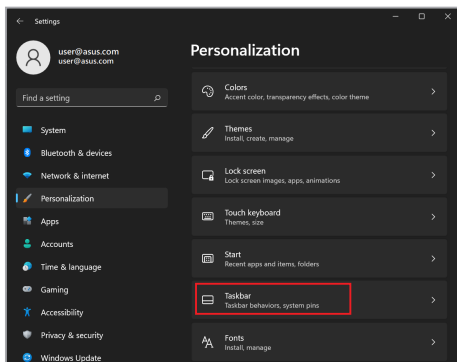 Settings
user@asus.com
user@asus.com
Find a setting
System
Bluetooth & devices
Network & internet
Personalization
Apps
Accounts
Time & language
Gaming
Accessibility
Privacy & security
Windows Update
Personalization
Colors
Accent color, transparency effects, color theme
Themes
Install, create, manage
Lock screen
Lock screen images, apps, animations
Touch keyboard
Themes, size
Start
Recent apps and items, folders
Taskbar
Taskbar behaviors, system pins
Fonts
Install, manage